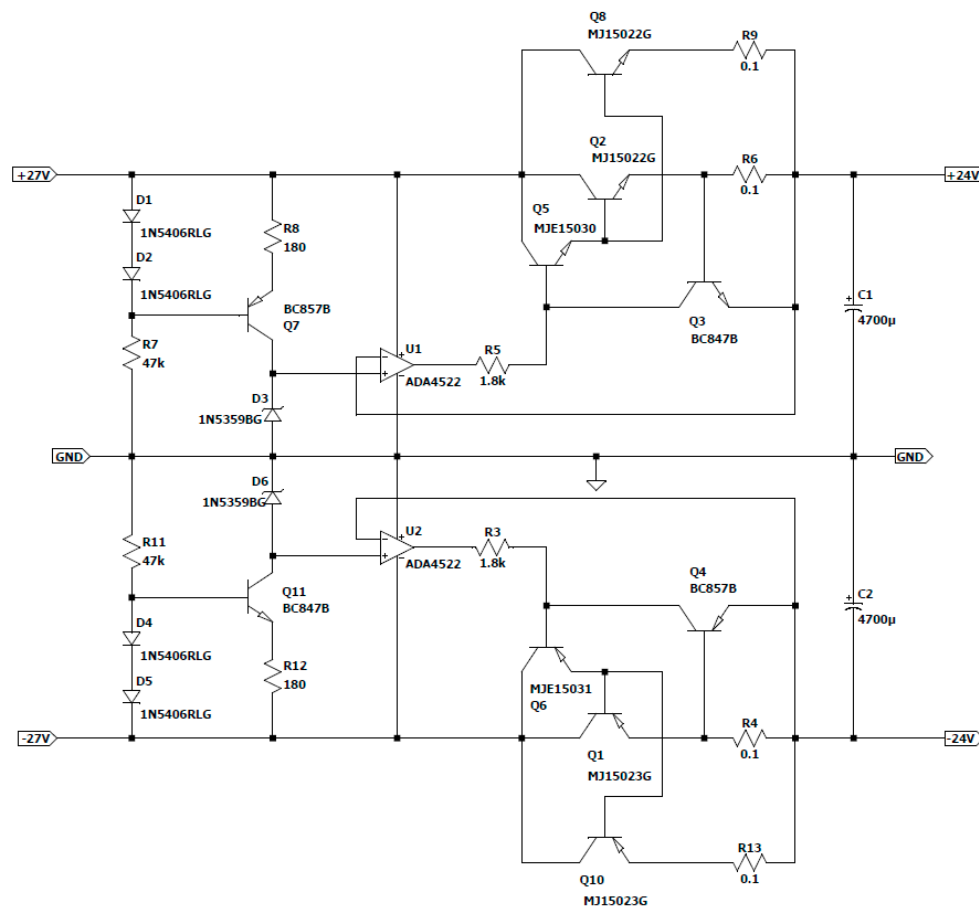 Q8
MJ15022G
R9
0.1
Q2
MJ15022G
R6
0.1
+27V
+24V
D1
1N5406RLG
R8
180
Q5
MJE15030
D2
1N5406RLG
BC857B
Q7
C1
4700µ
Q3
BC847B
R7
47k
U1
ADA4522
R5
1.8k
D3
1N5359BG
GND
GND
D6
1N5359BG
U2
ADA4522
R3
1.8k
R11
47k
Q4
BC857B
Q11
BC847B
C2
4700µ
D4
1N5406RLG
R12
180
MJE15031
Q6
D5
1N5406RLG
-27V
-24V
R4
0.1
Q1
MJ15023G
R13
0.1
Q10
MJ15023G